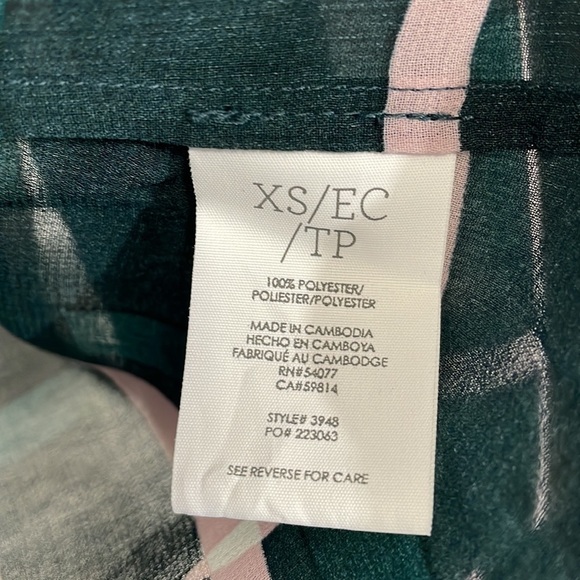 XS/EC
/TP
100% POLYESTER/
POLIESTER/POLYESTER
MADE IN CAMBODIA
HECHO EN CAMBOYA
FABRIQUÉ AU CAMBODGE
RN#54077
CA#59814
STYLE# 3948
PO# 223063
SEE REVERSE FOR CARE